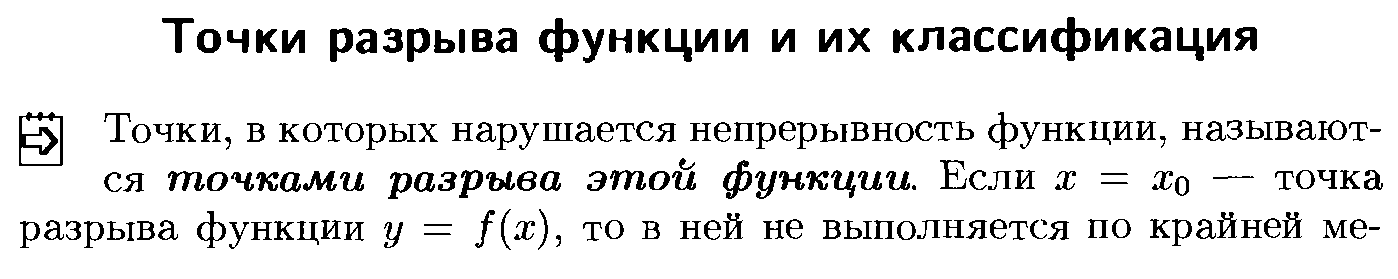 Точки разрыва функции и их классификация
Точки, в которых нарушается непрерывность функции, называют-
ся точками разрыва этой функции. Если x = x₀ — точка
разрыва функции y = f(x), то в ней не выполняется по крайней ме-